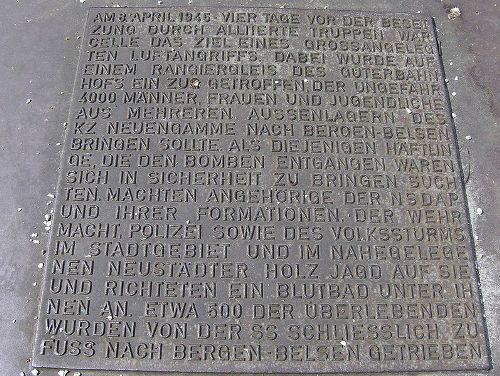 AM 8. APRIL 1945, VIER TAGE VOR DER BESET
ZUNG DURCH ALLIIERTE TRUPPEN, WAR
CELLE DAS ZIEL EINES GROSSANGELEG
TEN LUFTANGRIFFS. DABEI WURDE AUF
EINEM RANGIERGLEIS DES GÜTERBAHN
HOFS EIN ZUG GETROFFEN, DER UNGEFÄHR
4000 MÄNNER, FRAUEN UND JUGENDLICHE
AUS MEHREREN AUSSENLAGERN DES
KZ NEUENGAMME NACH BERGEN-BELSEN
BRINGEN SOLLTE. ALS DIEJENIGEN HÄFTLIN
GE, DIE DEN BOMBEN ENTGANGEN WAREN,
SICH IN SICHERHEIT ZU BRINGEN SUCH
TEN, MACHTEN ANGEHÖRIGE DER NSDAP
UND IHRER FORMATIONEN, DER WEHR
MACHT, POLIZEI SOWIE DES VOLKSSTURMS
IM STADTGEBIET UND IM NAHEGELEGE
NEN NEUSTÄDTER HOLZ JAGD AUF SIE
UND RICHTETEN EIN BLUTBAD UNTER IH
NEN AN. ETWA 500 DER ÜBERLEBENDEN
WURDEN VON DER SS SCHLIESSLICH ZU
FUSS NACH BERGEN-BELSEN GETRIEBEN